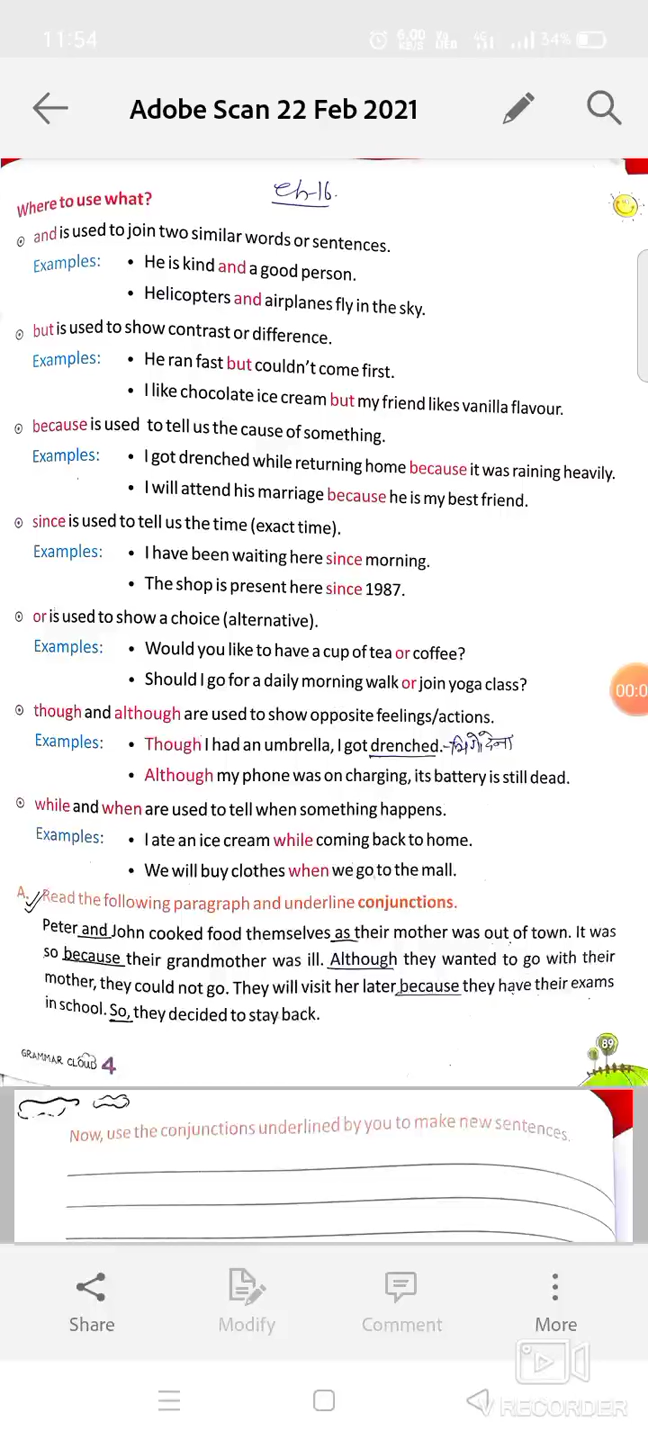 11:54
6.00 KB/S
4G
34%
Adobe Scan 22 Feb 2021
Ch-16.
Where to use what?
and is used to join two similar words or sentences.
Examples: • He is kind and a good person.
• Helicopters and airplanes fly in the sky.
but is used to show contrast or difference.
Examples: • He ran fast but couldn't come first.
• I like chocolate ice cream but my friend likes vanilla flavour.
because is used to tell us the cause of something.
Examples: • I got drenched while returning home because it was raining heavily.
• I will attend his marriage because he is my best friend.
since is used to tell us the time (exact time).
Examples: • I have been waiting here since morning.
• The shop is present here since 1987.
or is used to show a choice (alternative).
Examples: • Would you like to have a cup of tea or coffee?
• Should I go for a daily morning walk or join yoga class?
00:0
though and although are used to show opposite feelings/actions.
Examples: • Though I had an umbrella, I got drenched. - भिगो देना
• Although my phone was on charging, its battery is still dead.
while and when are used to tell when something happens.
Examples: • I ate an ice cream while coming back to home.
• We will buy clothes when we go to the mall.
A. Read the following paragraph and underline conjunctions.
Peter and John cooked food themselves as their mother was out of town. It was
so because their grandmother was ill. Although they wanted to go with their
mother, they could not go. They will visit her later because they have their exams
in school. So, they decided to stay back.
89
GRAMMAR CLOUD 4
Now, use the conjunctions underlined by you to make new sentences.
Share Modify Comment More
RECORDER